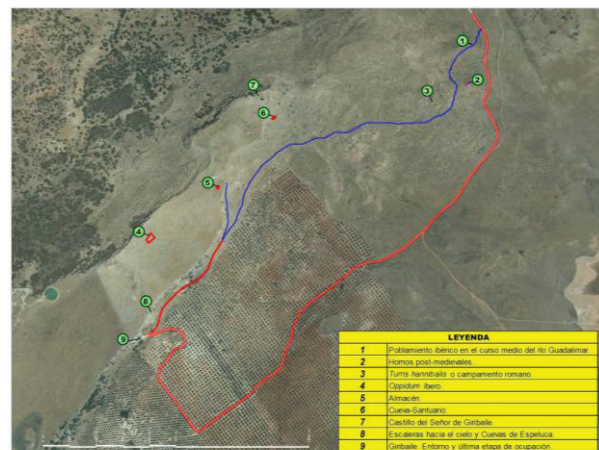 1
2
3
7
6
5
4
8
9
LEYENDA
1 Poblamiento ibérico en el curso medio del río Guadalimar
2 Hornos post-medievales.
3 Turris hannibalis o campamento romano.
4 Oppidum íbero.
5 Almacén.
6 Cueva-Santuario
7 Castillo del Señor de Giribaile
8 Escaleras hacia el cielo y Cuevas de Espeluca.
9 Giribaile. Entorno y última etapa de ocupación.